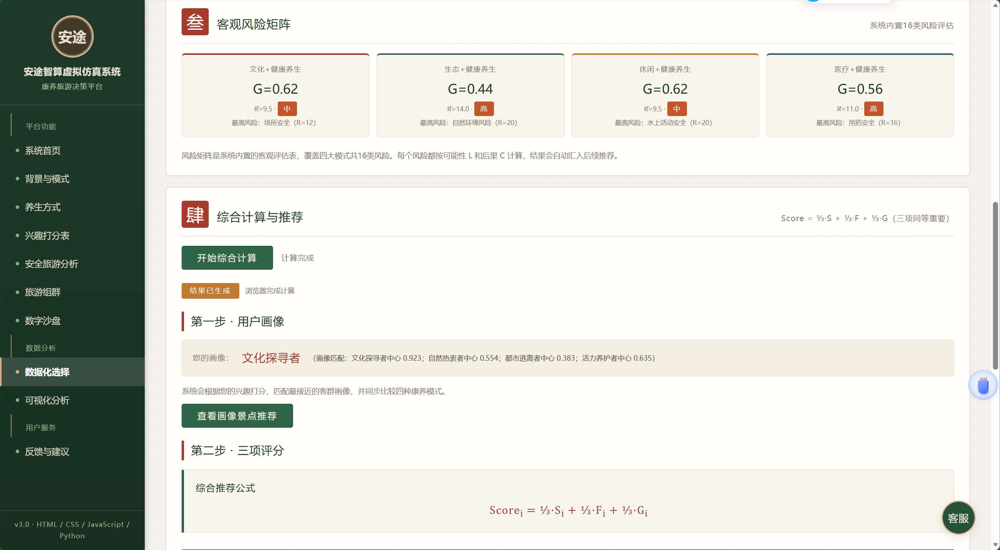 安途
安途智算虚拟仿真系统
康养旅游决策平台
平台功能
系统首页
背景与模式
养生方式
兴趣打分表
安全旅游分析
旅游组群
数字沙盘
数据分析
数据化选择
可视化分析
用户服务
反馈与建议
v3.0 · HTML / CSS / JavaScript /
Python
叁 客观风险矩阵
系统内置16类风险评估
文化+健康养生
G=0.62
R̅=9.5 · 中
最高风险：场所安全（R=12）
生态+健康养生
G=0.44
R̅=14.0 · 高
最高风险：自然环境风险（R=20）
休闲+健康养生
G=0.62
R̅=9.5 · 中
最高风险：水上活动安全（R=20）
医疗+健康养生
G=0.56
R̅=11.0 · 高
最高风险：用药安全（R=16）
风险矩阵是系统内置的客观评估表，覆盖四大模式共16类风险。每个风险都按可能性 L 和后果 C 计算，结果会自动汇入后续推荐。
肆 综合计算与推荐
Score = ⅓·S + ⅓·F + ⅓·G（三项同等重要）
开始综合计算 计算完成
结果已生成 浏览器完成计算
第一步 · 用户画像
您的画像： 文化探寻者 （画像匹配：文化探寻者中心 0.923；自然热衷者中心 0.554；都市逃离者中心 0.383；活力养护者中心 0.635）
系统会根据您的兴趣打分，匹配最接近的客群画像，并同步比较四种康养模式。
查看画像景点推荐
第二步 · 三项评分
综合推荐公式
Scoreᵢ = ⅓·Sᵢ + ⅓·Fᵢ + ⅓·Gᵢ
客服